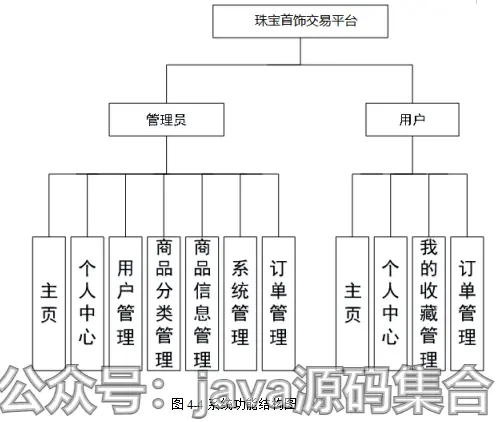 珠宝首饰交易平台
管理员
用户
主页
个人中心
用户管理
商品分类管理
商品信息管理
系统管理
订单管理
主页
个人中心
我的收藏管理
订单管理
公众号：java源码集合
图 4-4 系统功能结构图